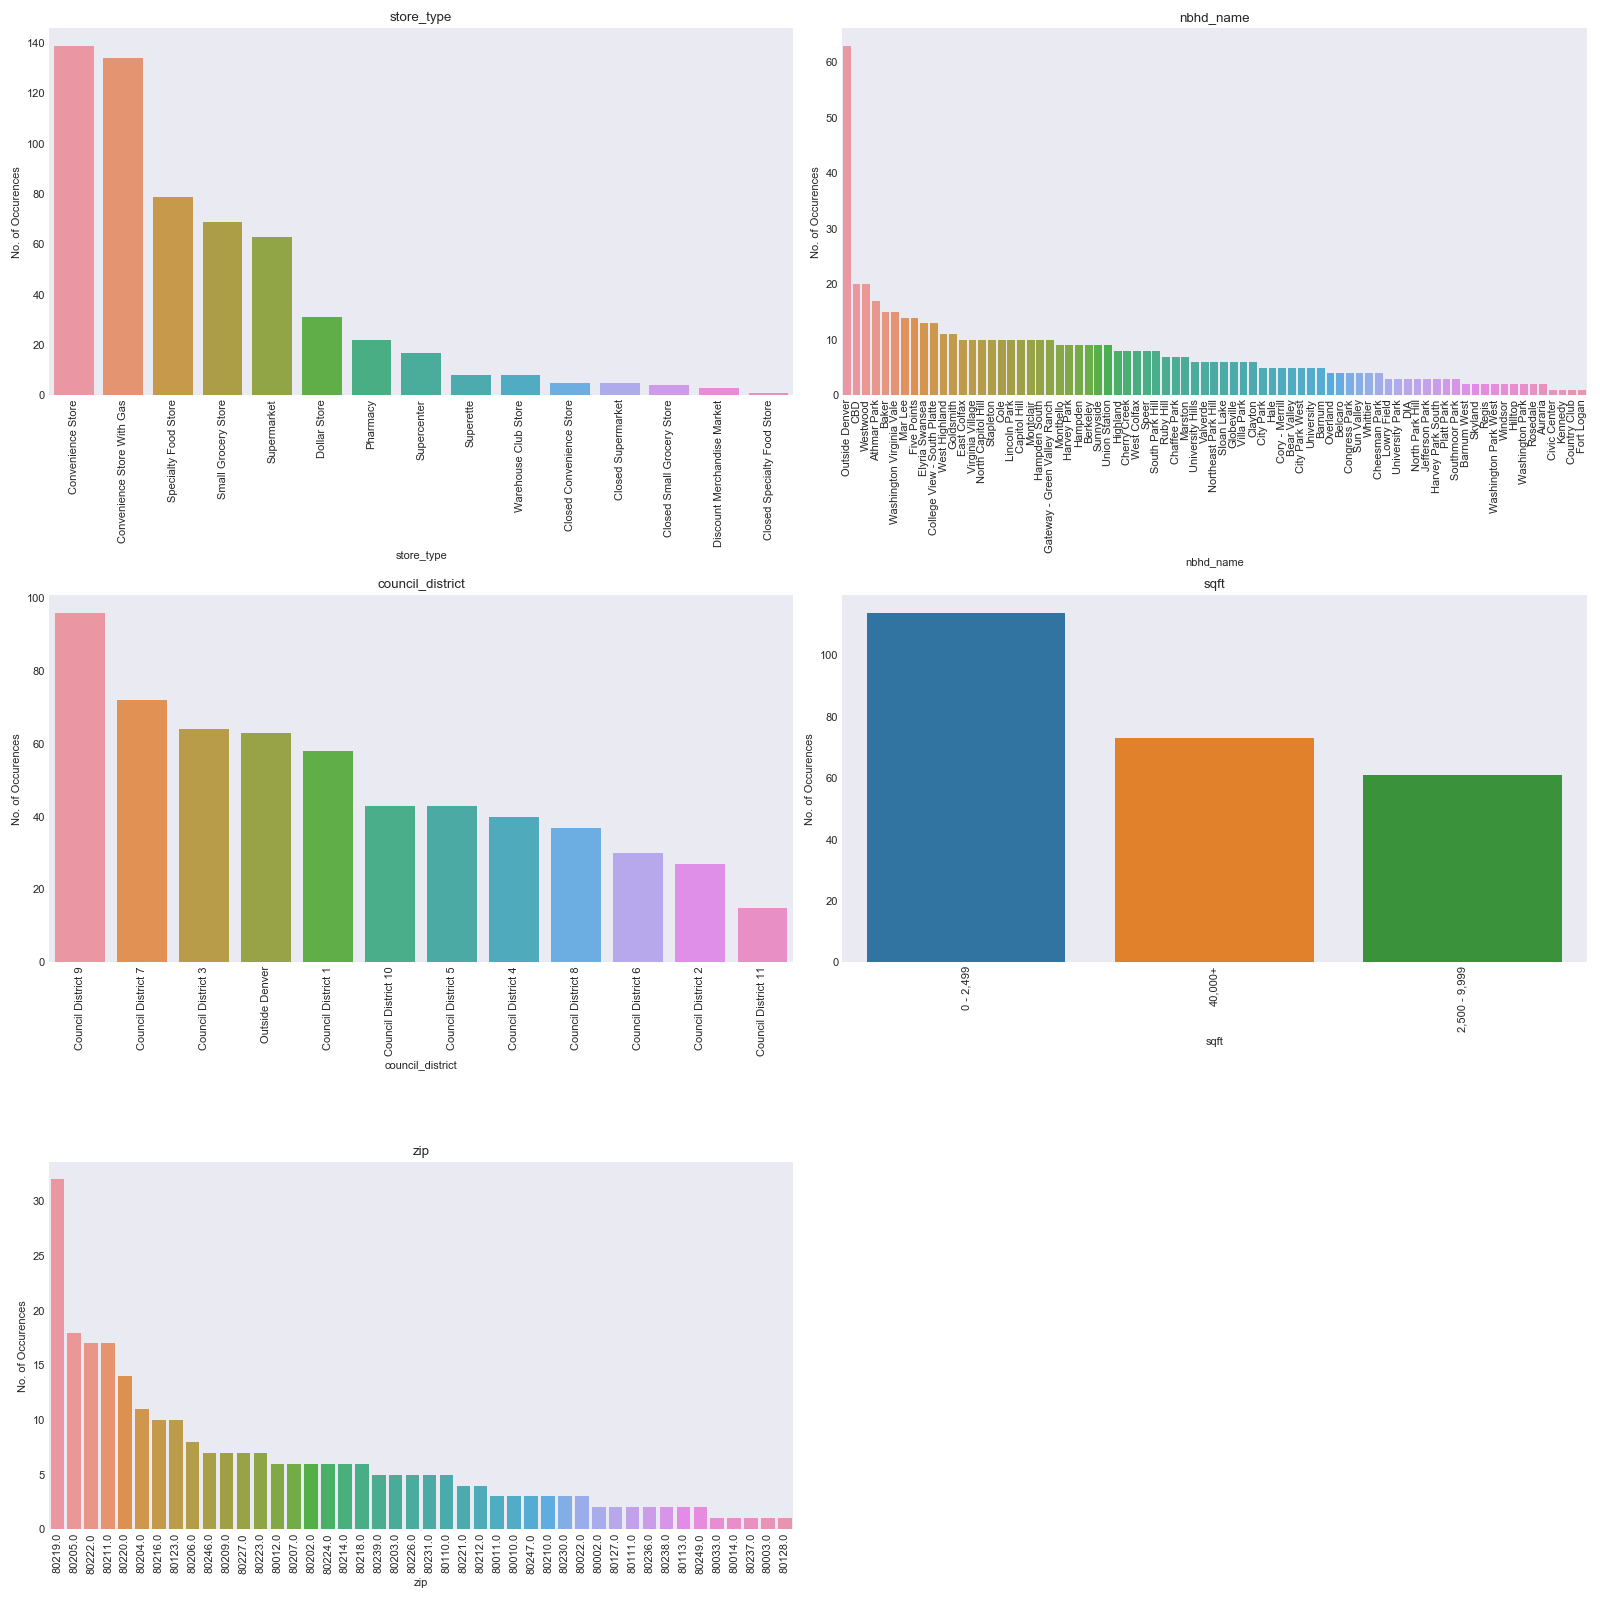 store_type
No. of Occurences
140
120
100
80
60
40
20
0
Convenience Store
Convenience Store With Gas
Specialty Food Store
Small Grocery Store
Supermarket
Dollar Store
Pharmacy
Supercenter
Superette
Warehouse Club Store
Closed Convenience Store
Closed Supermarket
Closed Small Grocery Store
Discount Merchandise Market
Closed Specialty Food Store
store_type
nbhd_name
No. of Occurences
60
50
40
30
20
10
0
Outside Denver
CBD
Westwood
Athmar Park
Baker
Washington Virginia Vale
Mar Lee
Five Points
Elyria Swansea
College View - South Platte
West Highland
Goldsmith
East Colfax
Virginia Village
North Capitol Hill
Stapleton
Cole
Lincoln Park
Capitol Hill
Montclair
Hampden South
Gateway - Green Valley Ranch
Montbello
Harvey Park
Hampden
Berkeley
Sunnyside
Union Station
Highland
Cherry Creek
West Colfax
Speer
South Park Hill
Ruby Hill
Chaffee Park
Marston
University Hills
Valverde
Northeast Park Hill
Sloan Lake
Globeville
Villa Park
Clayton
City Park
Hale
Cory - Merrill
Bear Valley
City Park West
University
Barnum
Overland
Belcaro
Congress Park
Sun Valley
Whittier
Cheesman Park
Lowry Field
University Park
DIA
North Park Hill
Jefferson Park
Harvey Park South
Platt Park
Southmoor Park
Barnum West
Skyland
Regis
Washington Park West
Windsor
Hilltop
Washington Park
Rosedale
Auraria
Civic Center
Kennedy
Country Club
Fort Logan
nbhd_name
council_district
No. of Occurences
100
80
60
40
20
0
Council District 9
Council District 7
Council District 3
Outside Denver
Council District 1
Council District 10
Council District 5
Council District 4
Council District 8
Council District 6
Council District 2
Council District 11
council_district
sqft
No. of Occurences
100
80
60
40
20
0
0 - 2,499
40,000+
2,500 - 9,999
sqft
zip
No. of Occurences
30
25
20
15
10
5
0
80219.0
80205.0
80222.0
80211.0
80220.0
80204.0
80216.0
80123.0
80206.0
80246.0
80209.0
80227.0
80223.0
80012.0
80207.0
80202.0
80224.0
80214.0
80218.0
80239.0
80203.0
80226.0
80231.0
80110.0
80221.0
80212.0
80011.0
80010.0
80247.0
80210.0
80230.0
80022.0
80002.0
80127.0
80111.0
80236.0
80238.0
80113.0
80249.0
80033.0
80014.0
80237.0
80003.0
80128.0
zip